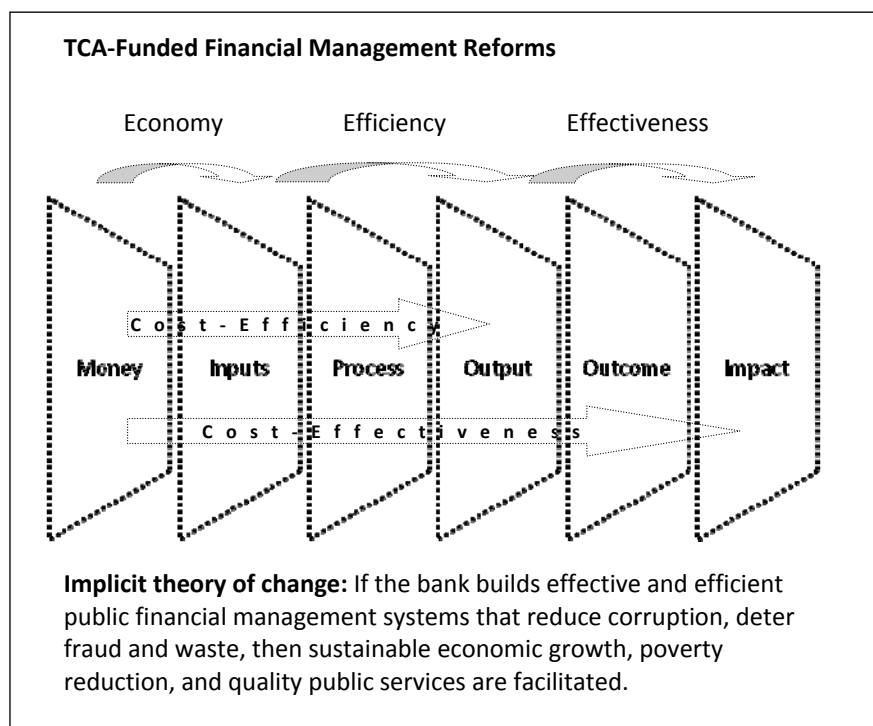 TCA-Funded Financial Management Reforms
Economy Efficiency Effectiveness
Cost-Efficiency
Money Inputs Process Output Outcome Impact
Cost-Effectiveness
Implicit theory of change: If the bank builds effective and efficient
public financial management systems that reduce corruption, deter
fraud and waste, then sustainable economic growth, poverty
reduction, and quality public services are facilitated.